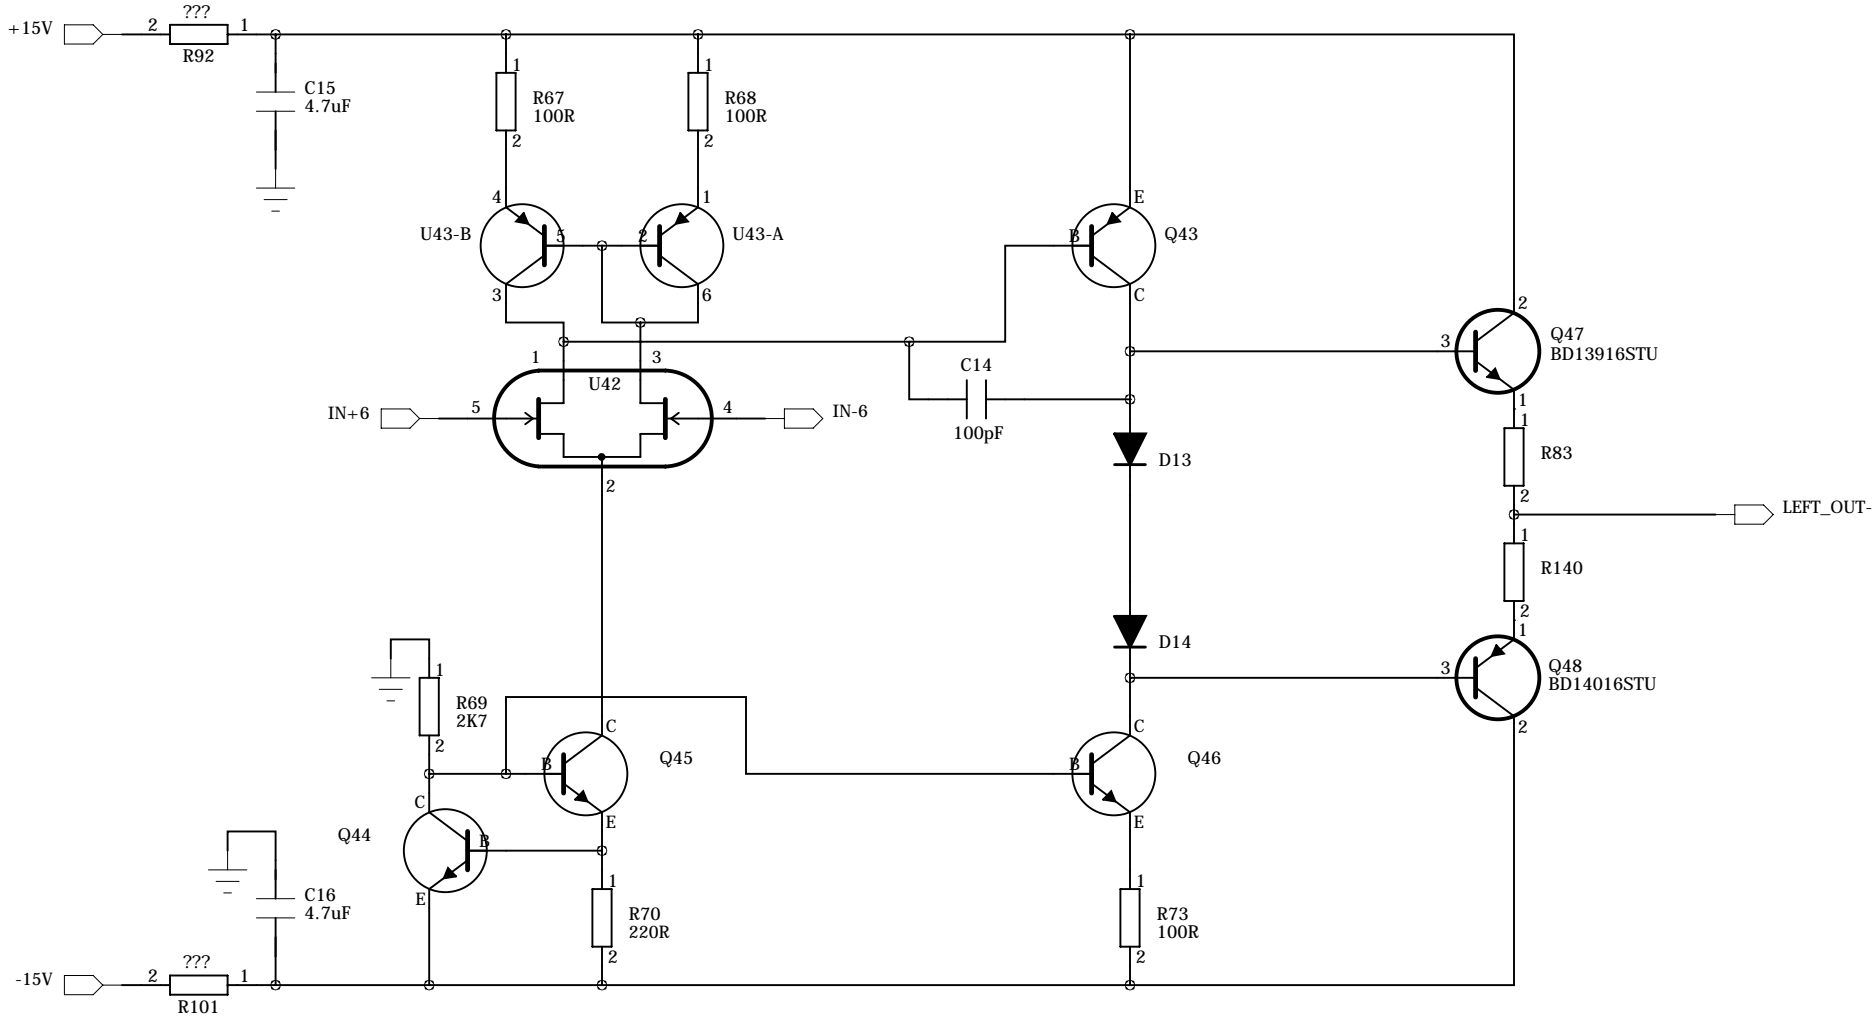 +15V
2
???
1
R92
C15
4.7uF
1
R67
100R
2
1
R68
100R
2
4
U43-B
5
3
1
2
U43-A
6
E
B
Q43
C
1
3
U42
IN+6
5
4
IN-6
2
C14
100pF
D13
D14
2
3
Q47
BD13916STU
1
1
R83
2
LEFT_OUT-
1
R140
2
1
3
Q48
BD14016STU
2
1
R69
2K7
2
C
B
Q45
E
C
B
Q46
E
C
Q44
B
E
C16
4.7uF
1
R70
220R
2
1
R73
100R
2
-15V
2
???
1
R101